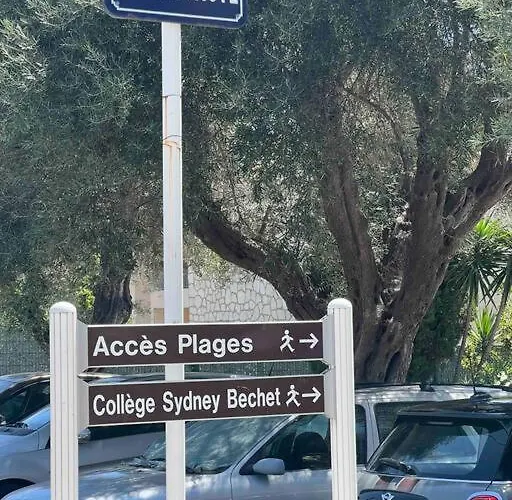 Accès Plages
Collège Sydney Bechet